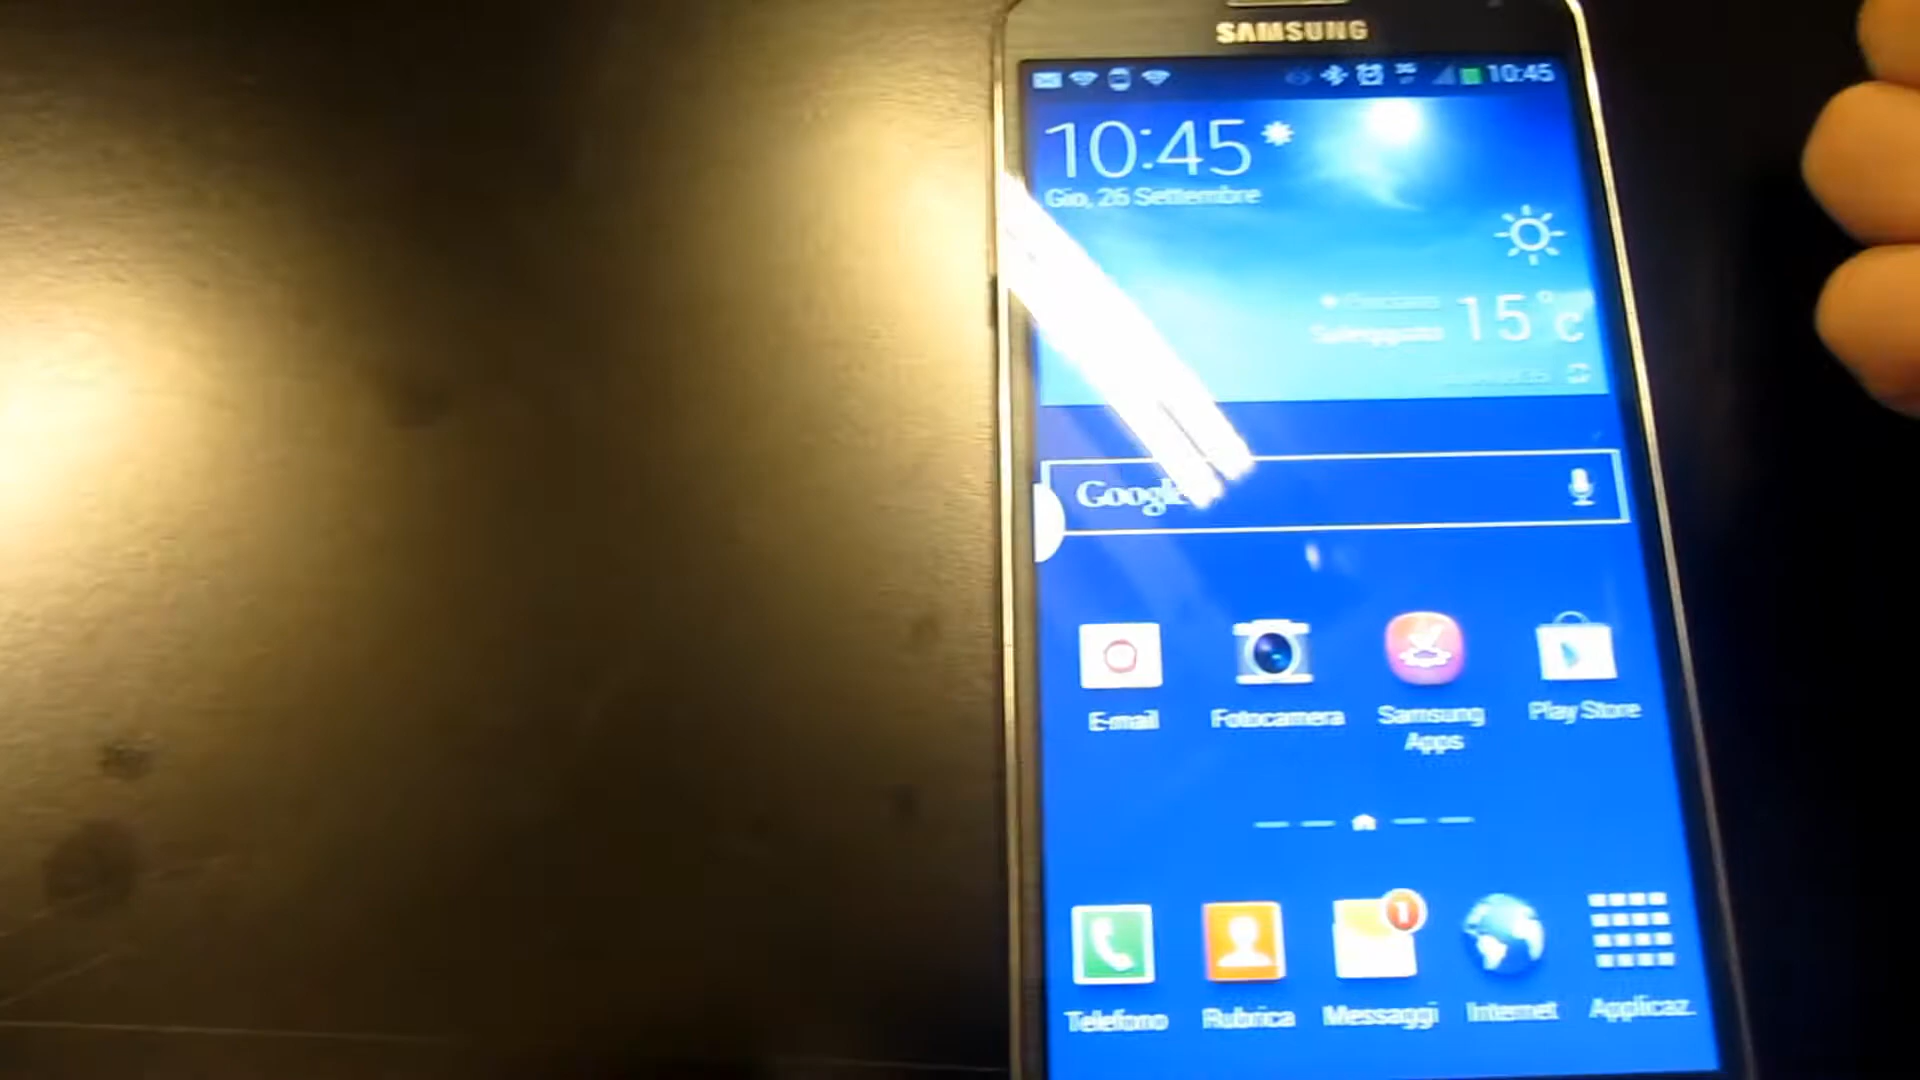 SAMSUNG
10:45
10:45
Gio, 26 Settembre
15°c
Soleggiato
Google
E-mail
Fotocamera
Samsung Apps
Play Store
1
Telefono
Rubrica
Messaggi
Internet
Applicaz.